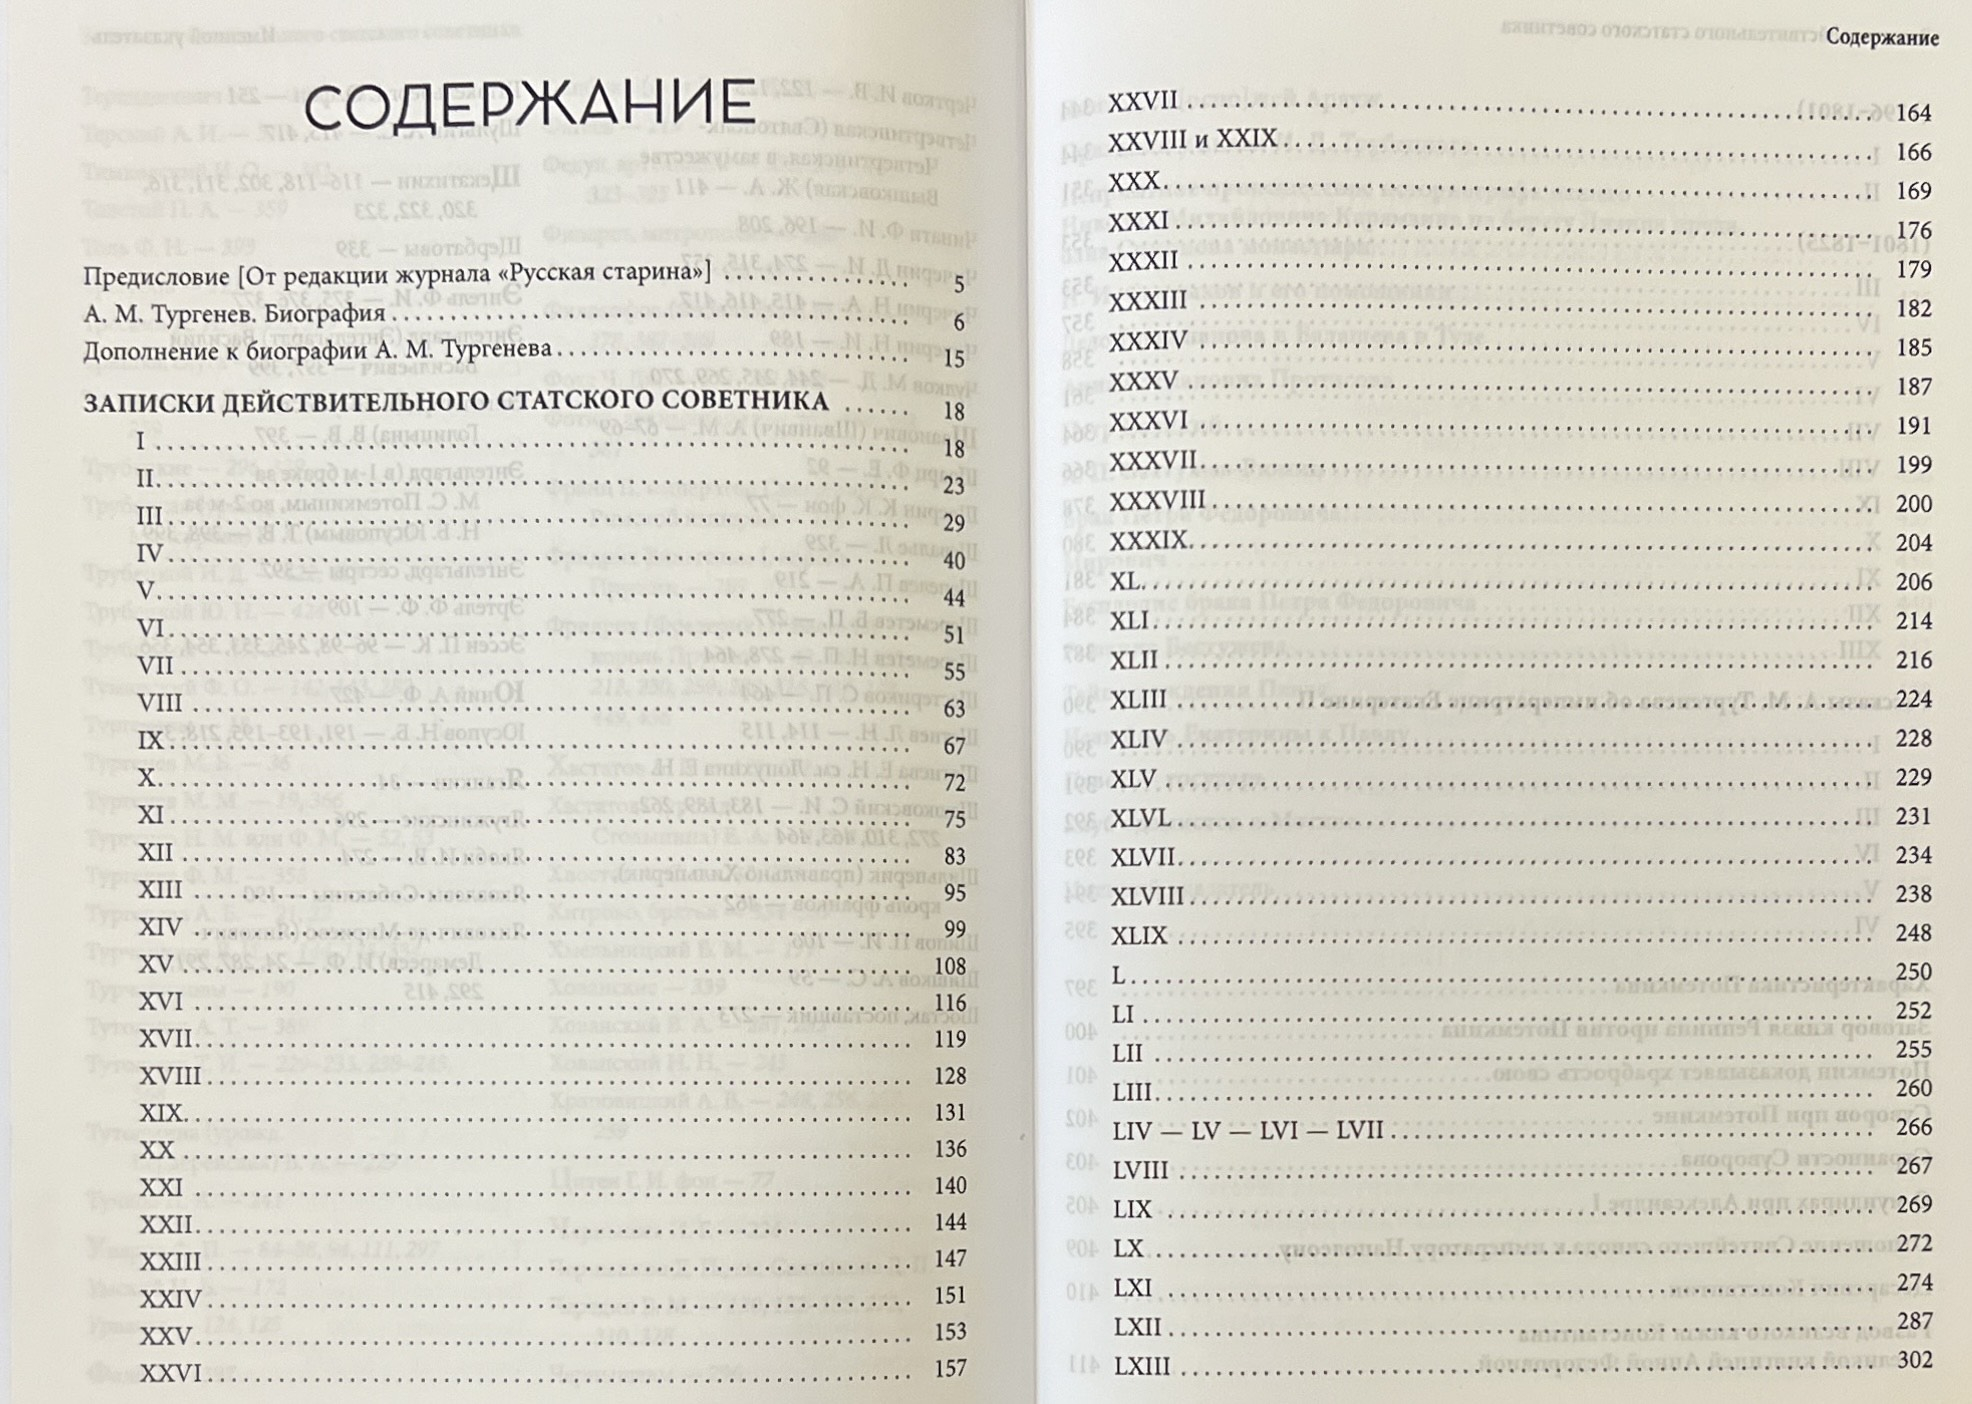 СОДЕРЖАНИЕ
Предисловие [От редакции журнала «Русская старина»] 5
А. М. Тургенев. Биография 6
Дополнение к биографии А. М. Тургенева 15
ЗАПИСКИ ДЕЙСТВИТЕЛЬНОГО СТАТСКОГО СОВЕТНИКА 18
I 18
II 23
III 29
IV 40
V 44
VI 51
VII 55
VIII 63
IX 67
X 72
XI 75
XII 83
XIII 95
XIV 99
XV 108
XVI 116
XVII 119
XVIII 128
XIX 131
XX 136
XXI 140
XXII 144
XXIII 147
XXIV 151
XXV 153
XXVI 157
Содержание
XXVII 164
XXVIII и XXIX 166
XXX 169
XXXI 176
XXXII 179
XXXIII 182
XXXIV 185
XXXV 187
XXXVI 191
XXXVII 199
XXXVIII 200
XXXIX 204
XL 206
XLI 214
XLII 216
XLIII 224
XLIV 228
XLV 229
XLVL 231
XLVII 234
XLVIII 238
XLIX 248
L 250
LI 252
LII 255
LIII 260
LIV — LV — LVI — LVII 266
LVIII 267
LIX 269
LX 272
LXI 274
LXII 287
LXIII 302